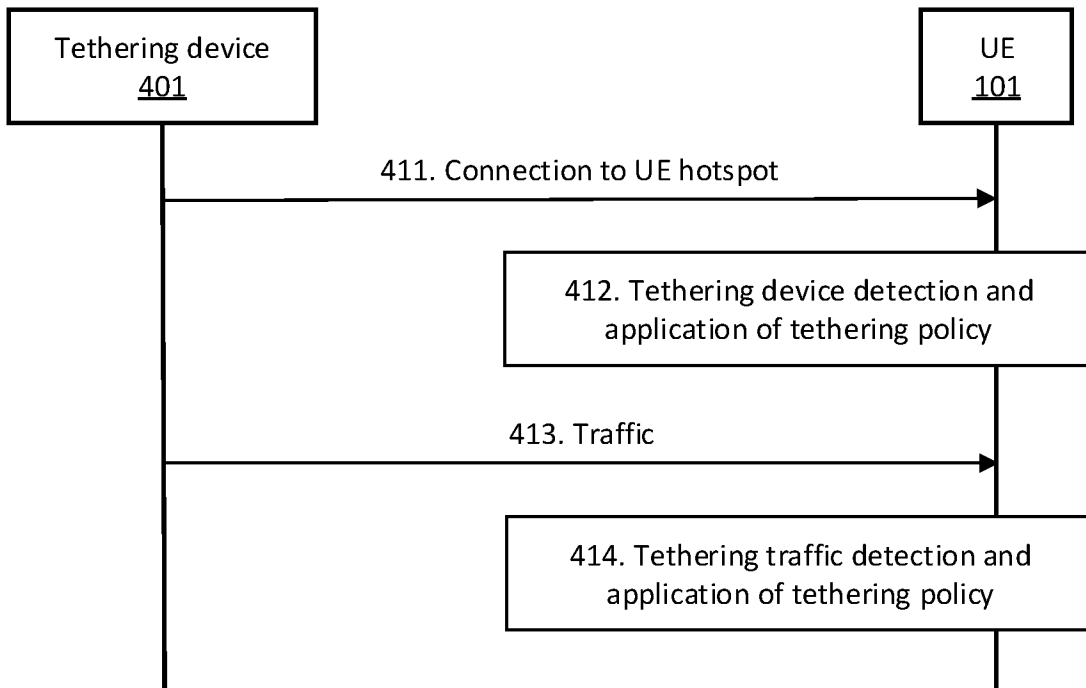 Tethering device
401
UE
101
411. Connection to UE hotspot
412. Tethering device detection and
application of tethering policy
413. Traffic
414. Tethering traffic detection and
application of tethering policy